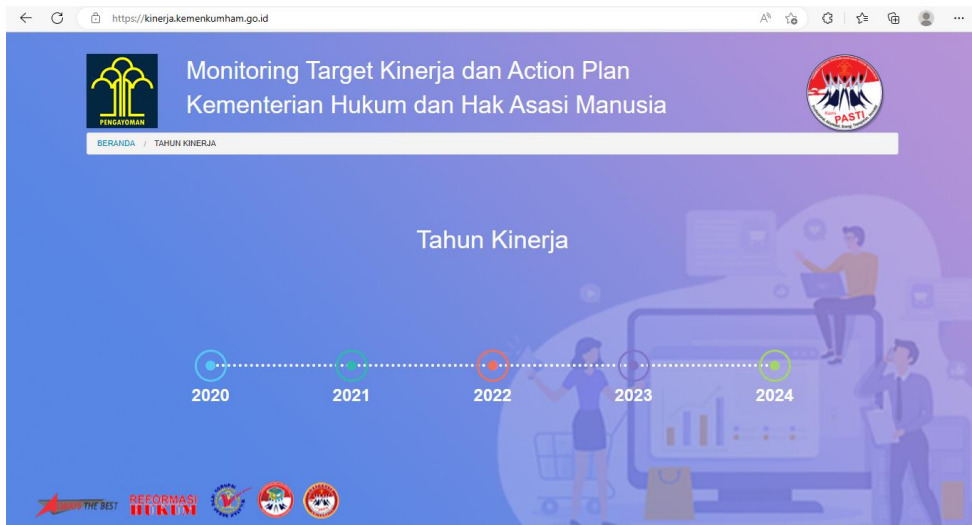 https://kinerja.kemenkumham.go.id
Monitoring Target Kinerja dan Action Plan
Kementerian Hukum dan Hak Asasi Manusia
PENGAYOMAN
PASTI
BERANDA / TAHUN KINERJA
Tahun Kinerja
2020 2021 2022 2023 2024
THE BEST
REFORMASI
HUKUM